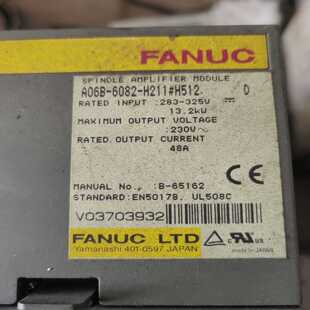 FANUC
SPINDLE AMPLIFIER MODULE
A06B-6082-H211#H512 D
RATED INPUT :283-325V
13.2kW
MAXIMUM OUTPUT VOLTAGE
:230V~
RATED OUTPUT CURRENT
48A
MANUAL No. :B-65162
STANDARD:EN50178, UL508C
V03703932
FANUC LTD
Yamanashi 401-0597 JAPAN
c UL US
MADE IN JAPAN